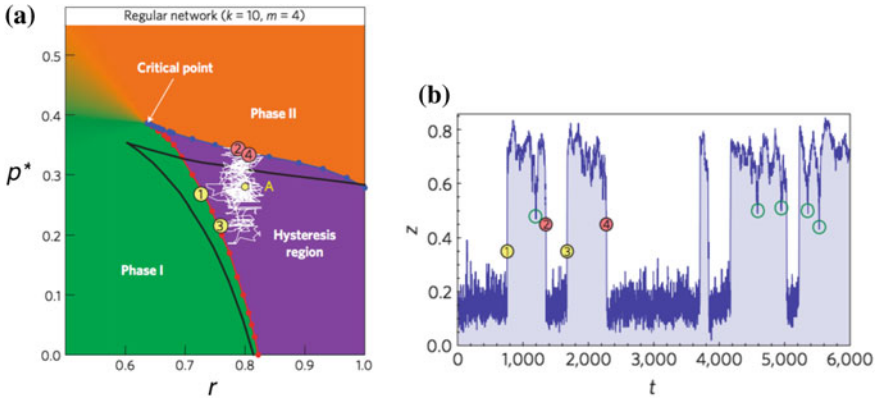 (a)
Regular network (k = 10, m = 4)
0.5
0.4
0.3
0.2
0.1
0.0
p*
Critical point
Phase II
2 4
A
1
3
Hysteresis
region
Phase I
0.6 0.7 0.8 0.9 1.0
r
(b)
0.8
0.6
0.4
0.2
0.0
z
1 2 3 4
0 1,000 2,000 3,000 4,000 5,000 6,000
t